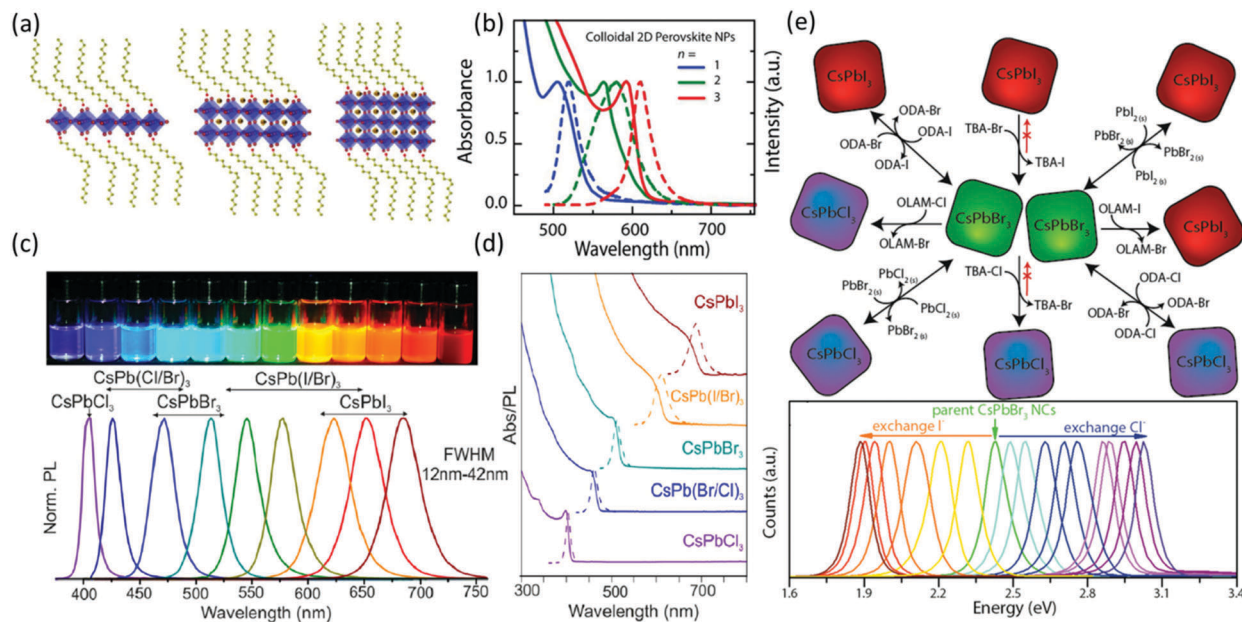 (a)
(b)
Colloidal 2D Perovskite NPs
n =
1
2
3
Absorbance
1.0
0.5
0.0
Intensity (a.u.)
500 600 700
Wavelength (nm)
(c)
CsPb(Cl/Br)₃ CsPb(I/Br)₃
CsPbCl₃ CsPbBr₃ CsPbI₃
FWHM
12nm-42nm
Norm. PL
400 450 500 550 600 650 700 750
Wavelength (nm)
(d)
CsPbI₃
CsPb(I/Br)₃
CsPbBr₃
CsPb(Br/Cl)₃
CsPbCl₃
Abs/PL
300 500 700
Wavelength (nm)
(e)
CsPbI₃ CsPbI₃ CsPbI₃
ODA-Br ODA-I
ODA-Br
ODA-I
TBA-Br
TBA-I
PbI₂₍ₛ₎
PbBr₂₍ₛ₎ PbBr₂₍ₛ₎
PbI₂₍ₛ₎
CsPbCl₃
OLAM-Cl
OLAM-Br
CsPbBr₃ CsPbBr₃
OLAM-I
OLAM-Br
CsPbI₃
PbCl₂₍ₛ₎
PbBr₂₍ₛ₎ PbCl₂₍ₛ₎
PbBr₂₍ₛ₎
TBA-Cl
TBA-Br
ODA-Cl
ODA-Br ODA-Br
ODA-Cl
CsPbCl₃ CsPbCl₃ CsPbCl₃
parent CsPbBr₃ NCs
exchange I⁻ exchange Cl⁻
Counts (a.u.)
1.6 1.9 2.2 2.5 2.8 3.1 3.4
Energy (eV)